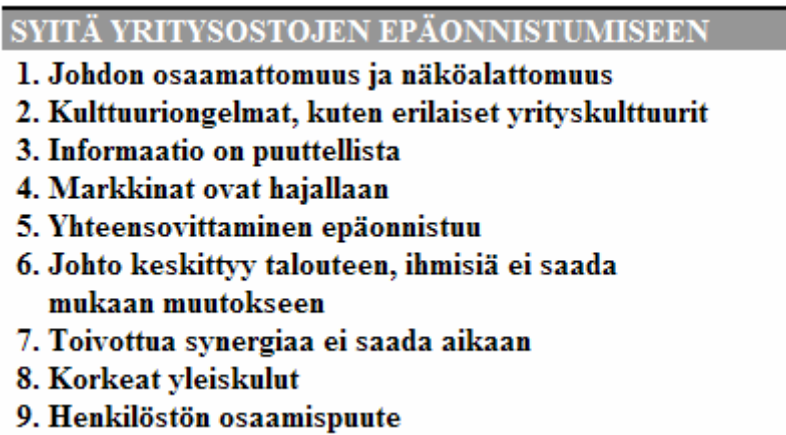 SYITÄ YRITYSOSTOJEN EPÄONNISTUMISEEN
1. Johdon osaamattomuus ja näköalattomuus
2. Kulttuuriongelmat, kuten erilaiset yrityskulttuurit
3. Informaatio on puuttellista
4. Markkinat ovat hajallaan
5. Yhteensovittaminen epäonnistuu
6. Johto keskittyy talouteen, ihmisiä ei saada
mukaan muutokseen
7. Toivottua synergiaa ei saada aikaan
8. Korkeat yleiskulut
9. Henkilöstön osaamispuute